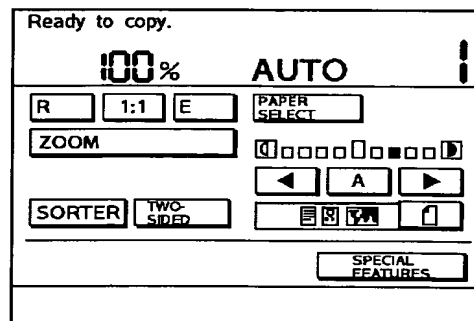 Ready to copy.
100% AUTO 1
R 1:1 E PAPER SELECT
ZOOM
A
SORTER TWO-SIDED
SPECIAL FEATURES